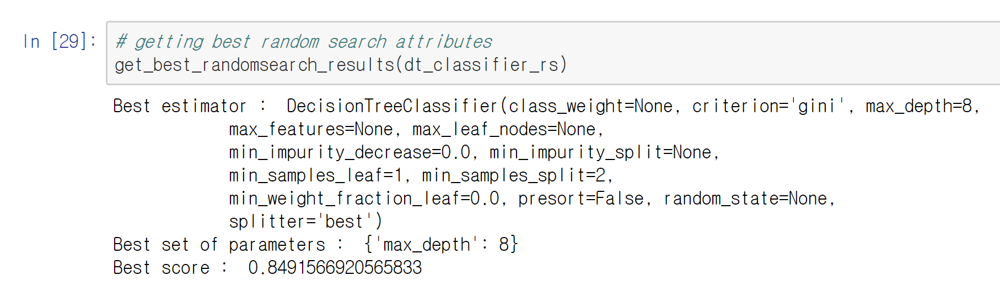 In [29]: # getting best random search attributes
get_best_randomsearch_results(dt_classifier_rs)
Best estimator :  DecisionTreeClassifier(class_weight=None, criterion='gini', max_depth=8,
            max_features=None, max_leaf_nodes=None,
            min_impurity_decrease=0.0, min_impurity_split=None,
            min_samples_leaf=1, min_samples_split=2,
            min_weight_fraction_leaf=0.0, presort=False, random_state=None,
            splitter='best')
Best set of parameters :  {'max_depth': 8}
Best score :  0.8491566920565833